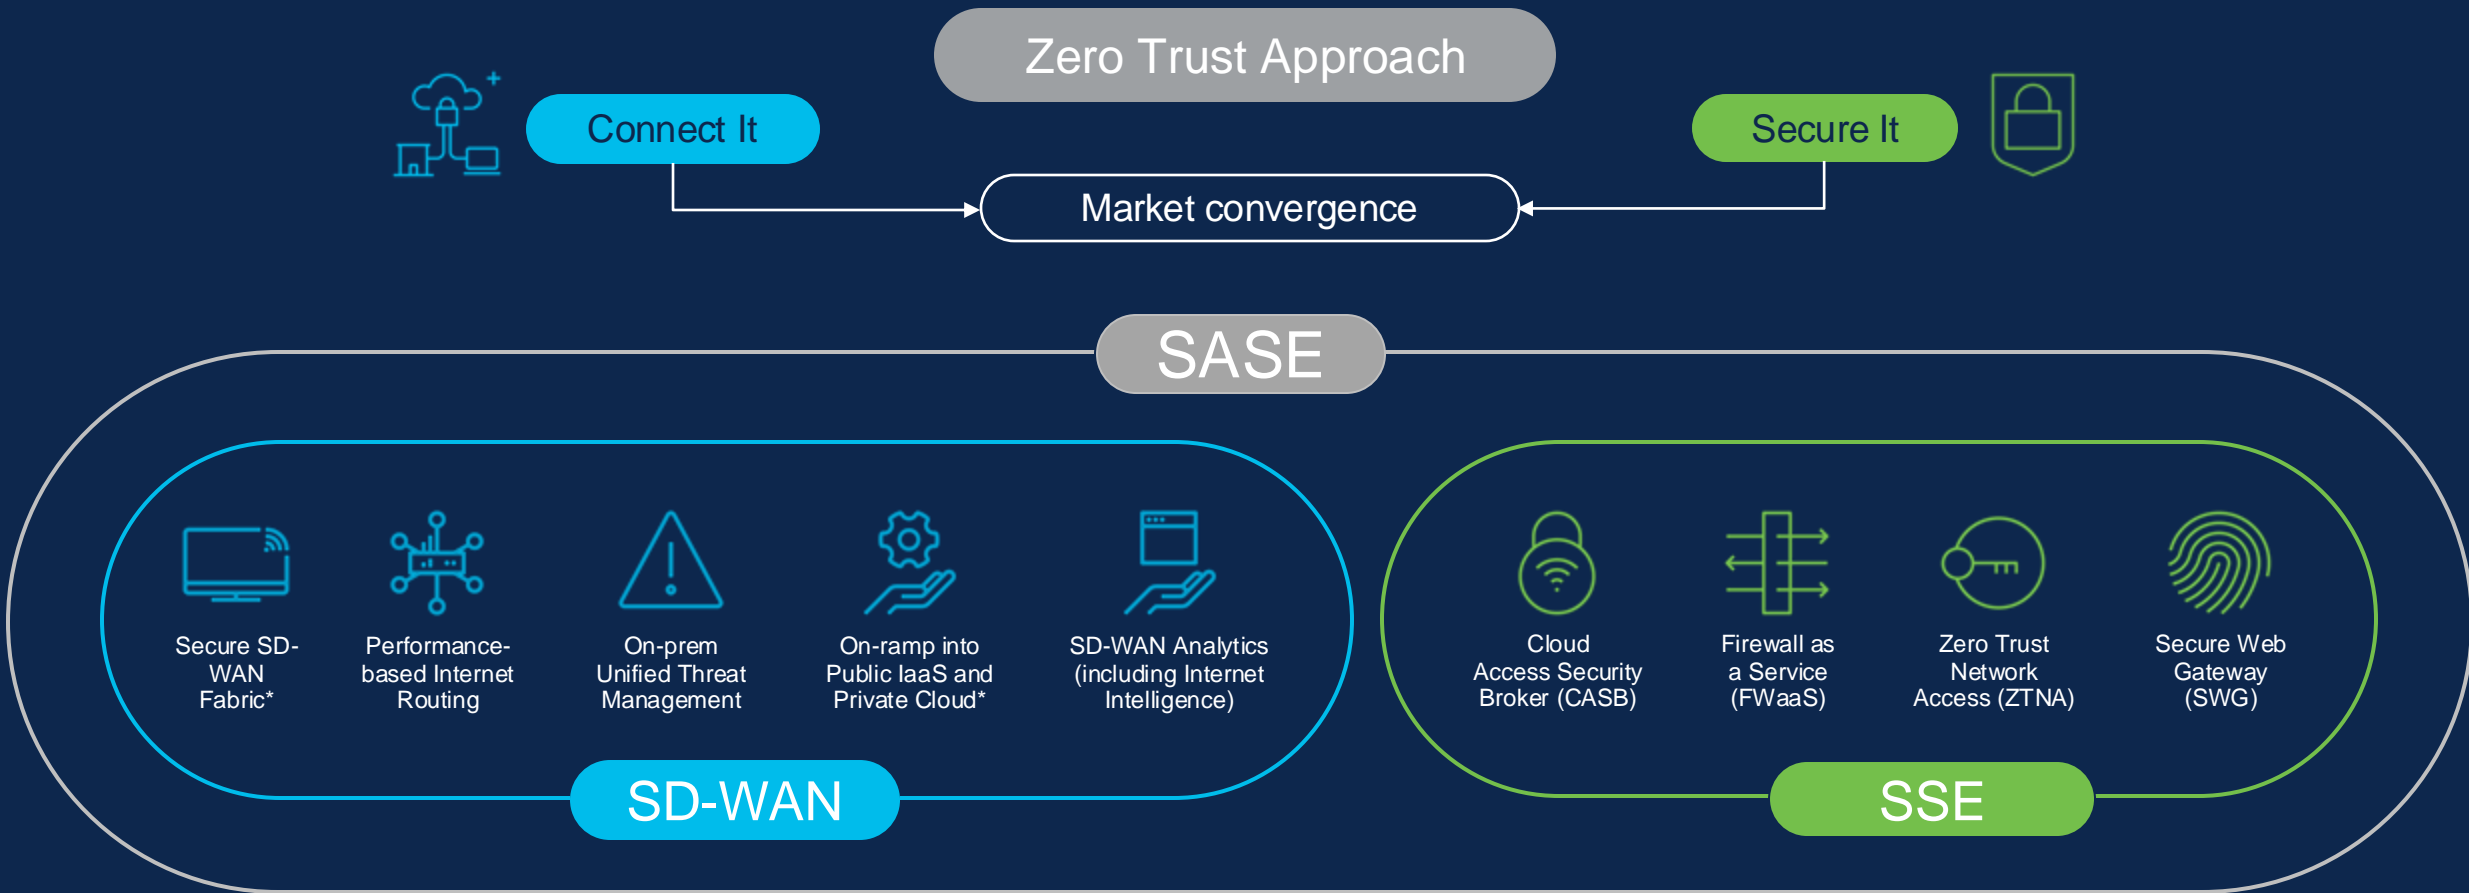 Zero Trust Approach
Connect It
Secure It
Market convergence
SASE
Secure SD-
WAN
Fabric*
Performance-
based Internet
Routing
On-prem
Unified Threat
Management
On-ramp into
Public IaaS and
Private Cloud*
SD-WAN Analytics
(including Internet
Intelligence)
Cloud
Access Security
Broker (CASB)
Firewall as
a Service
(FWaaS)
Zero Trust
Network
Access (ZTNA)
Secure Web
Gateway
(SWG)
SD-WAN
SSE